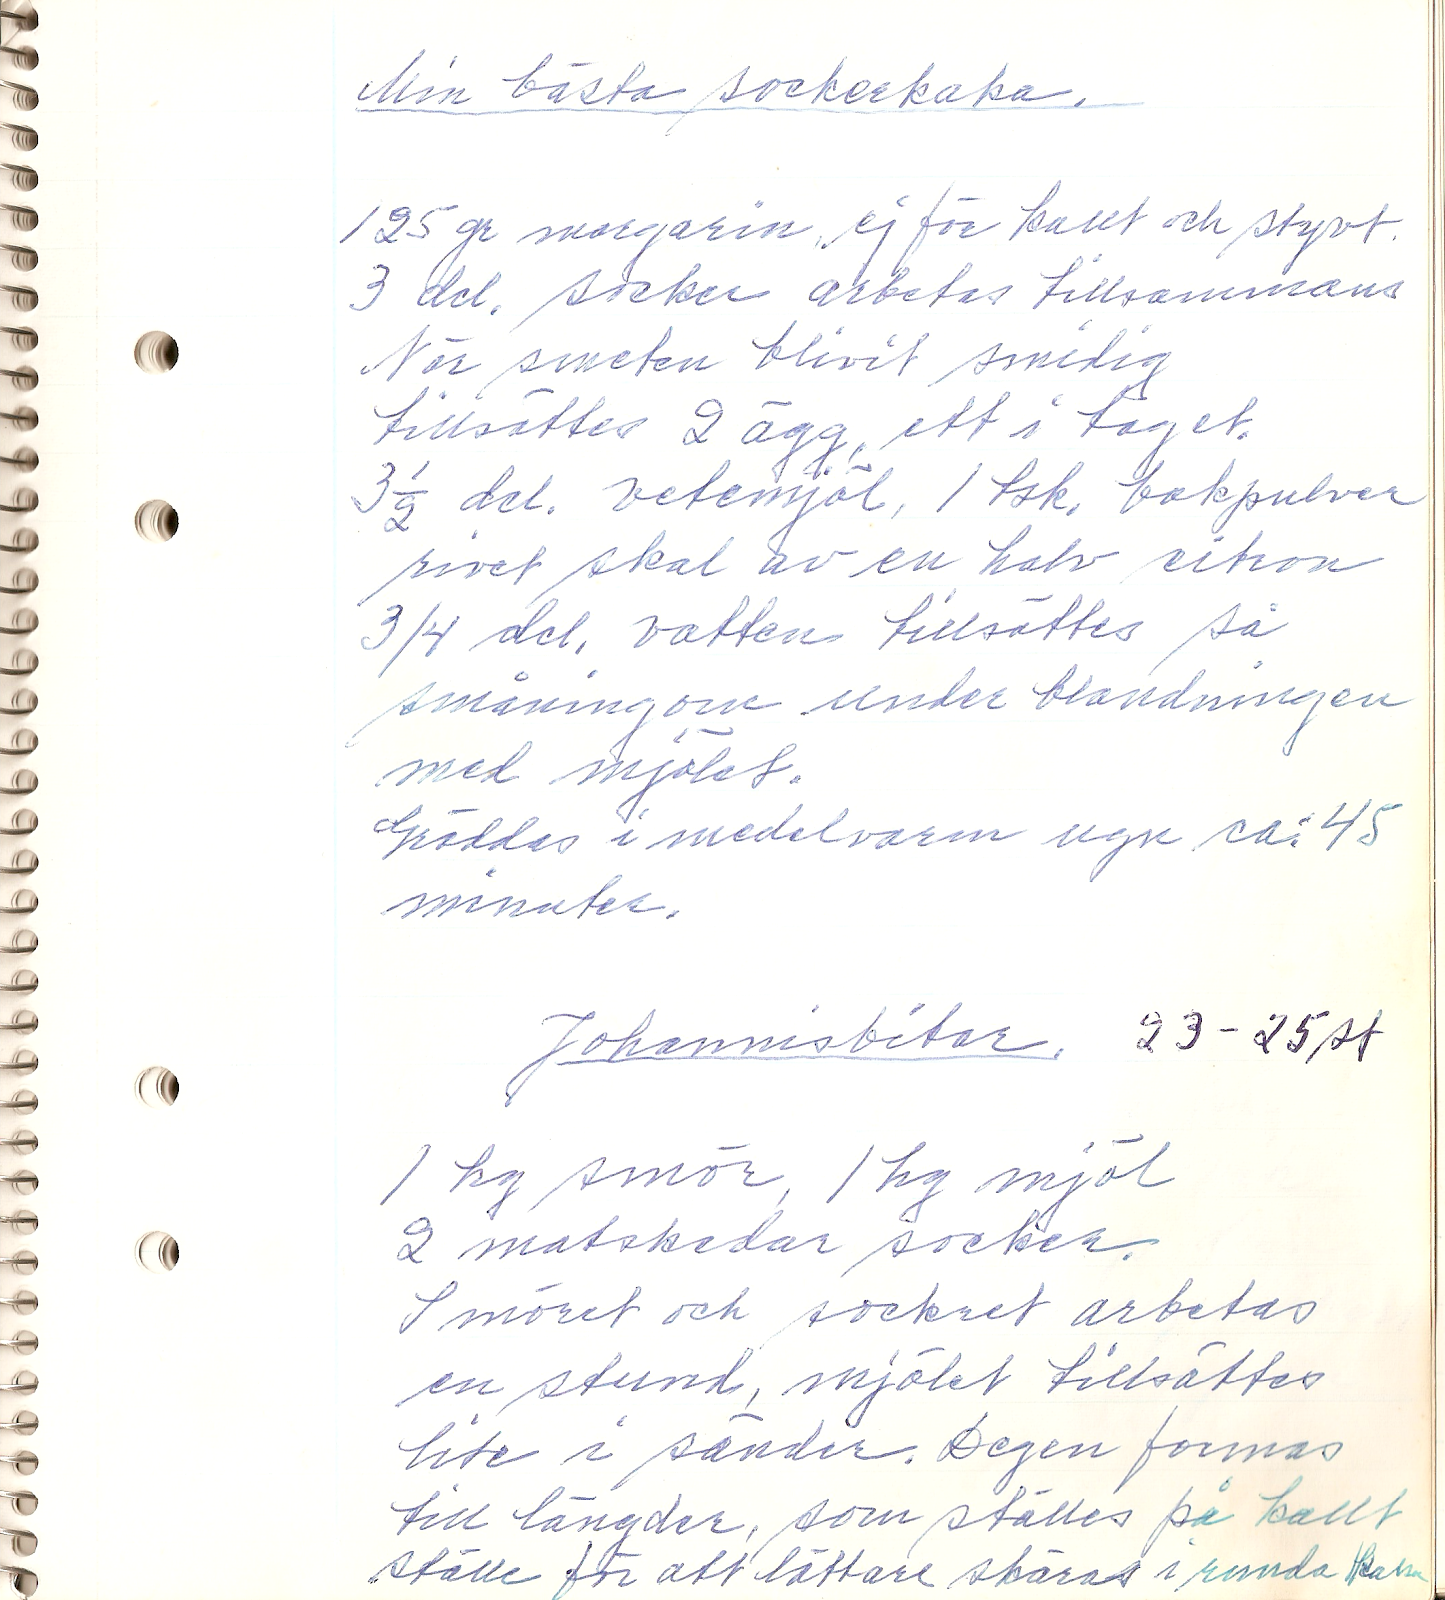 Min bästa sockerkaka.
125 gr margarin, ej för kallt och styvt.
3 dcl. socker arbetas tillsammans
När smeten blivit smidig
tillsättes 2 ägg, ett i taget.
3 1/2 dcl. vetemjöl, 1 tsk. bakpulver
rivet skal av en halv citron
3/4 dcl. vatten tillsättes så
småningom under blandningen
med mjölet.
Gräddas i medelvarm ugn ca: 45
minuter.
Johannisbitar. 23-25 st
1 hg smör, 1 hg mjöl
2 matskedar socker.
Smöret och sockret arbetas
en stund, mjölet tillsättes
lite i sänder. Degen formas
till längder, som ställes på kallt
ställe för att lättare skäras i runda